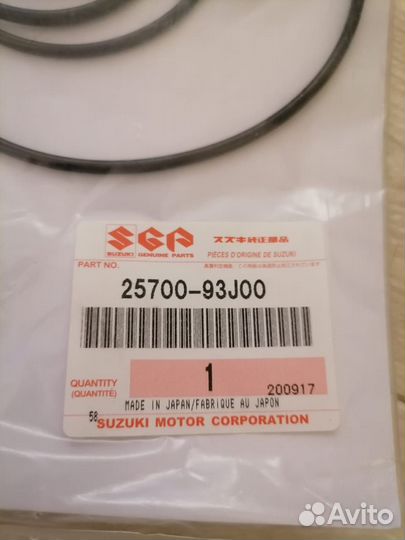 SGP スズキ純正部品
SUZUKI GENUINE PARTS PIÈCES D'ORIGINE DE SUZUKI
PART NO.
25700-93J00
QUANTITY
(QUANTITÉ)
1
200917
MADE IN JAPAN/FABRIQUE AU JAPON
58
SUZUKI MOTOR CORPORATION
Avito